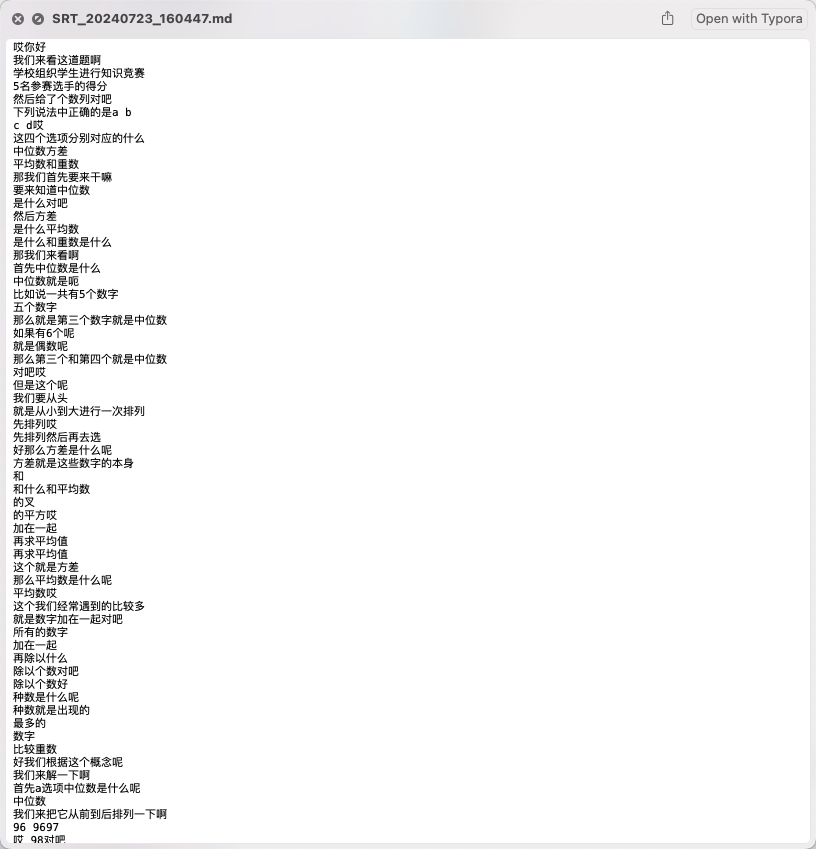 SRT_20240723_160447.md
Open with Typora
哎你好
我们来看这道题啊
学校组织学生进行知识竞赛
5名参赛选手的得分
然后给了个数列对吧
下列说法中正确的是a b
c d哎
这四个选项分别对应的什么
中位数方差
平均数和重数
那我们首先要来干嘛
要来知道中位数
是什么对吧
然后方差
是什么平均数
是什么和重数是什么
那我们来看啊
首先中位数是什么
中位数就是呃
比如说一共有5个数字
五个数字
那么就是第三个数字就是中位数
如果有6个呢
就是偶数呢
那么第三个和第四个就是中位数
对吧哎
但是这个呢
我们要从头
就是从小到大进行一次排列
先排列哎
先排列然后再去选
好那么方差是什么呢
方差就是这些数字的本身
和
和什么和平均数
的叉
的平方哎
加在一起
再求平均值
再求平均值
这个就是方差
那么平均数是什么呢
平均数哎
这个我们经常遇到的比较多
就是数字加在一起对吧
所有的数字
加在一起
再除以什么
除以个数对吧
除以个数好
种数是什么呢
种数就是出现的
最多的
数字
比较重数
好我们根据这个概念呢
我们来解一下啊
首先a选项中位数是什么呢
中位数
我们来把它从前到后排列一下啊
96 9697
哎 98对吧